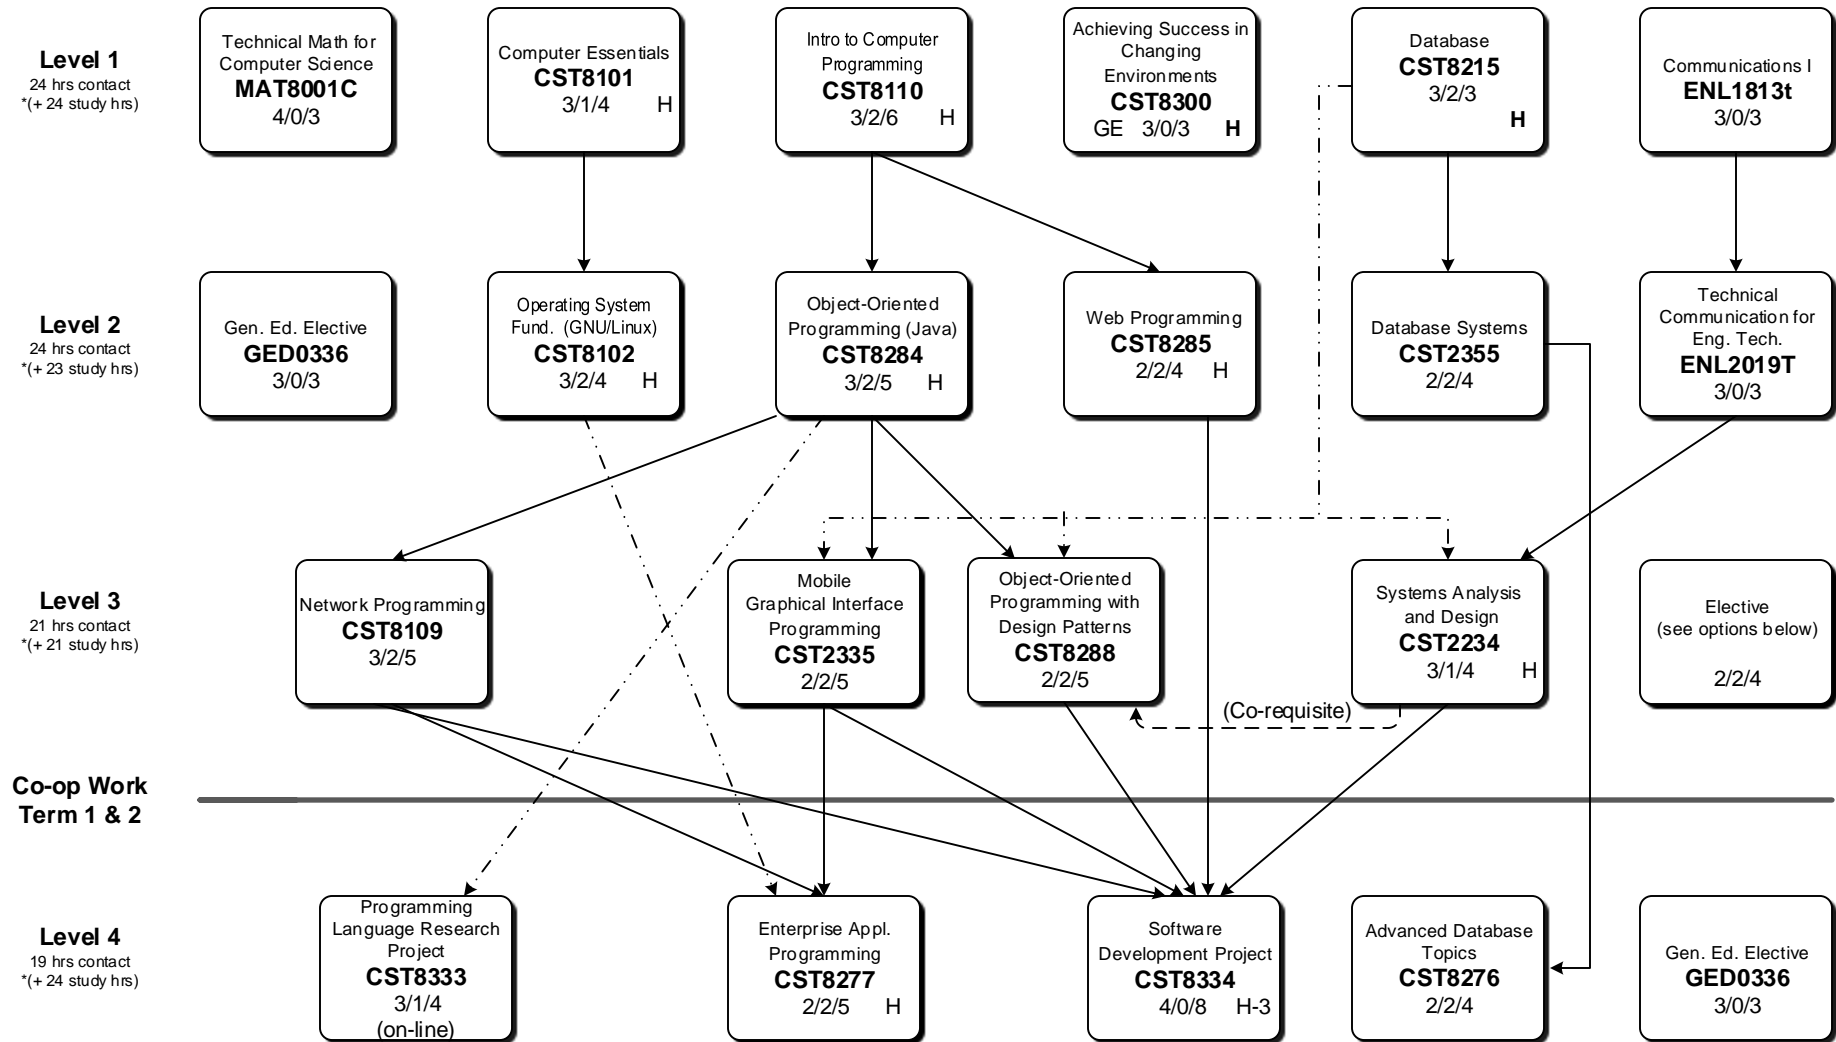 Level 1
24 hrs contact
*(+ 24 study hrs)
Technical Math for
Computer Science
MAT8001C
4/0/3
Computer Essentials
CST8101
3/1/4 H
Intro to Computer
Programming
CST8110
3/2/6 H
Achieving Success in
Changing
Environments
CST8300
GE 3/0/3 H
Database
CST8215
3/2/3
H
Communications I
ENL1813t
3/0/3
Level 2
24 hrs contact
*(+ 23 study hrs)
Gen. Ed. Elective
GED0336
3/0/3
Operating System
Fund. (GNU/Linux)
CST8102
3/2/4 H
Object-Oriented
Programming (Java)
CST8284
3/2/5 H
Web Programming
CST8285
2/2/4 H
Database Systems
CST2355
2/2/4
Technical
Communication for
Eng. Tech.
ENL2019T
3/0/3
Level 3
21 hrs contact
*(+ 21 study hrs)
Network Programming
CST8109
3/2/5
Mobile
Graphical Interface
Programming
CST2335
2/2/5
Object-Oriented
Programming with
Design Patterns
CST8288
2/2/5
Systems Analysis
and Design
CST2234
3/1/4 H
Elective
(see options below)
2/2/4
(Co-requisite)
Co-op Work
Term 1 & 2
Level 4
19 hrs contact
*(+ 24 study hrs)
Programming
Language Research
Project
CST8333
3/1/4
(on-line)
Enterprise Appl.
Programming
CST8277
2/2/5 H
Software
Development Project
CST8334
4/0/8 H-3
Advanced Database
Topics
CST8276
2/2/4
Gen. Ed. Elective
GED0336
3/0/3